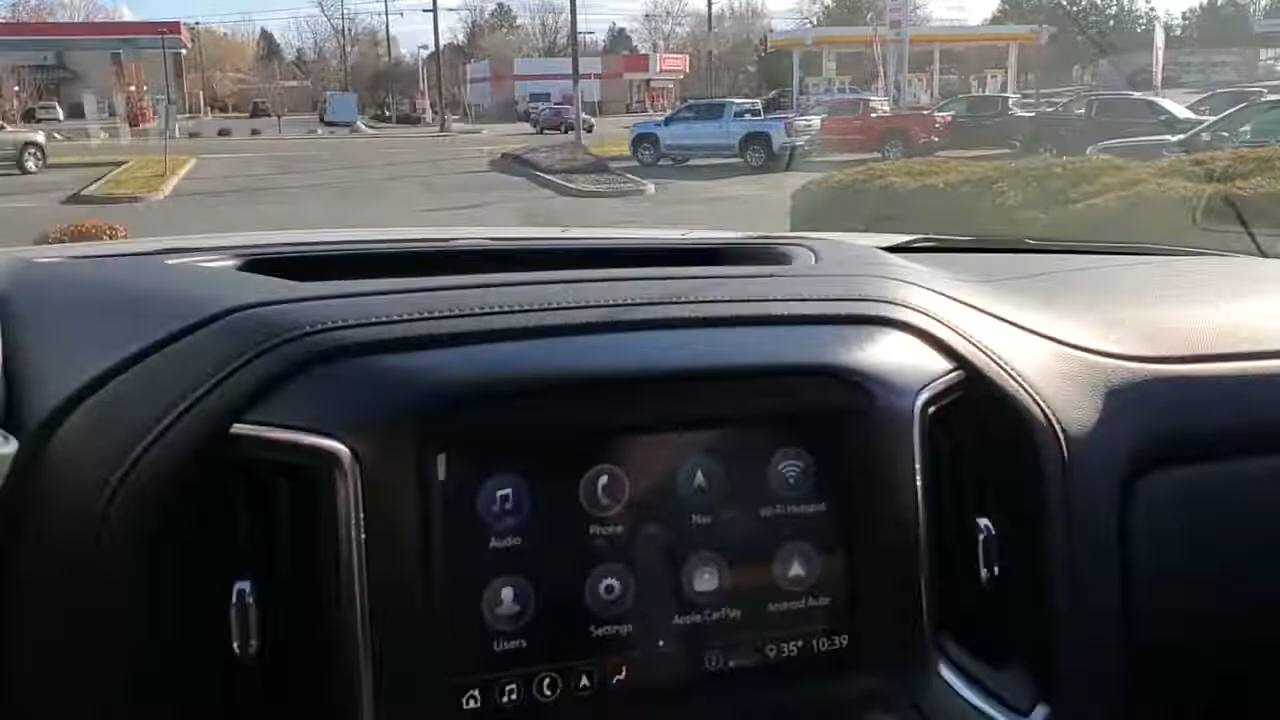 Audio
Phone
Nav
Wi-Fi Hotspot
Users
Settings
Apple CarPlay
Android Auto
35° 10:39